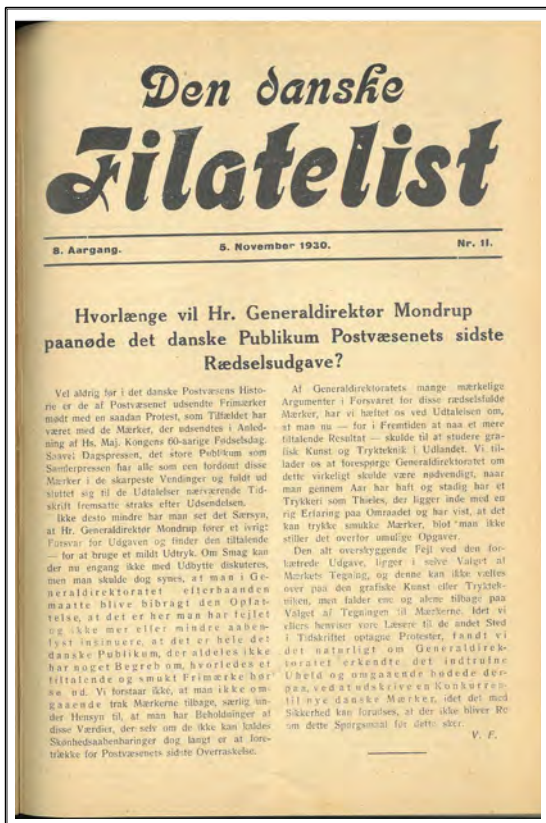 Den danske
Filatelist
8. Aargang.
5. November 1930.
Nr. 11.
Hvorlænge vil Hr. Generaldirektør Mondrup
paanøde det danske Publikum Postvæsenets sidste
Rædselsudgave?
Vel aldrig før i det danske Postvæsens Histo-
rie er de af Postvæsenet udsendte Frimærker
mødt med en saadan Protest, som Tilfældet har
været med de Mærker, der udsendtes i Anled-
ning af Hs. Maj. Kongens 60-aarige Fødselsdag.
Saavel Dagspressen, det store Publikum som
Samlerpressen har alle som een fordømt disse
Mærker i de skarpeste Vendinger og fuldt ud
sluttet sig til de Udtalelser nærværende Tid-
skrift fremsatte straks efter Udsendelsen.
Ikke desto mindre har man set det Særsyn,
at Hr. Generaldirektør Mondrup fører et ivrigt
Forsvar for Udgaven og finder den tiltalende
— for at bruge et mildt Udtryk. Om Smag kan
der nu engang ikke med Udbytte diskuteres,
men man skulde dog synes, at man i Ge-
neraldirektoratet efterhaanden
maatte blive bibragt den Opfat-
telse, at det er her man har fejlet
og ikke mer eller mindre aaben-
lyst insinuere, at det er hele det
danske Publikum, der aldeles ikke
har noget Begreb om, hvorledes et
tiltalende og smukt Frimærke bør
se ud. Vi forstaar ikke, at man ikke om-
gaaende trak Mærkerne tilbage, særlig un-
der Hensyn til, at man har Beholdninger af
disse Værdier, der selv om de ikke kan kaldes
Skønhedsaabenbaringer dog langt er at fore-
trække for Postvæsenets sidste Overraskelse.
Af Generaldirektoratets mange mærkelige
Argumenter i Forsvaret for disse rædselsfulde
Mærker, har vi hæftet os ved Udtalelsen om,
at man nu — for i Fremtiden at naa et mere
tiltalende Resultat — skulde til at studere gra-
fisk Kunst og Trykteknik i Udlandet. Vi til-
lader os at forespørge Generaldirektoratet om
dette virkeligt skulde være nødvendigt, naar
man gennem Aar har haft og stadig har et
Trykkeri som Thieles, der ligger inde med en
rig Erfaring paa Omraadet og har vist, at det
kan trykke smukke Mærker, blot man ikke
stiller det overfor umulige Opgaver.
Den alt overskyggende Fejl ved den for-
kætrede Udgave, ligger i selve Valget af
Mærkets Tegning, og denne kan ikke væltes
over paa den grafiske Kunst eller Trykte-
niken, men falder ene og alene tilbage paa
Valget af Tegningen til Mærkerne. Idet vi
yders henviser vore Læsere til de andet Sted
i Tidskriftet optagne Protester, fandt vi
det naturligt om Generaldirek-
toratet erkendte det indtrufne
Uheld og omgaaende bødede der-
paa, ved at udskrive en Konkurrence
til nye danske Mærker, idet det med
Sikkerhed kan forudses, at der ikke bliver Ro
om dette Spørgsmaal før dette sker.
V. F.